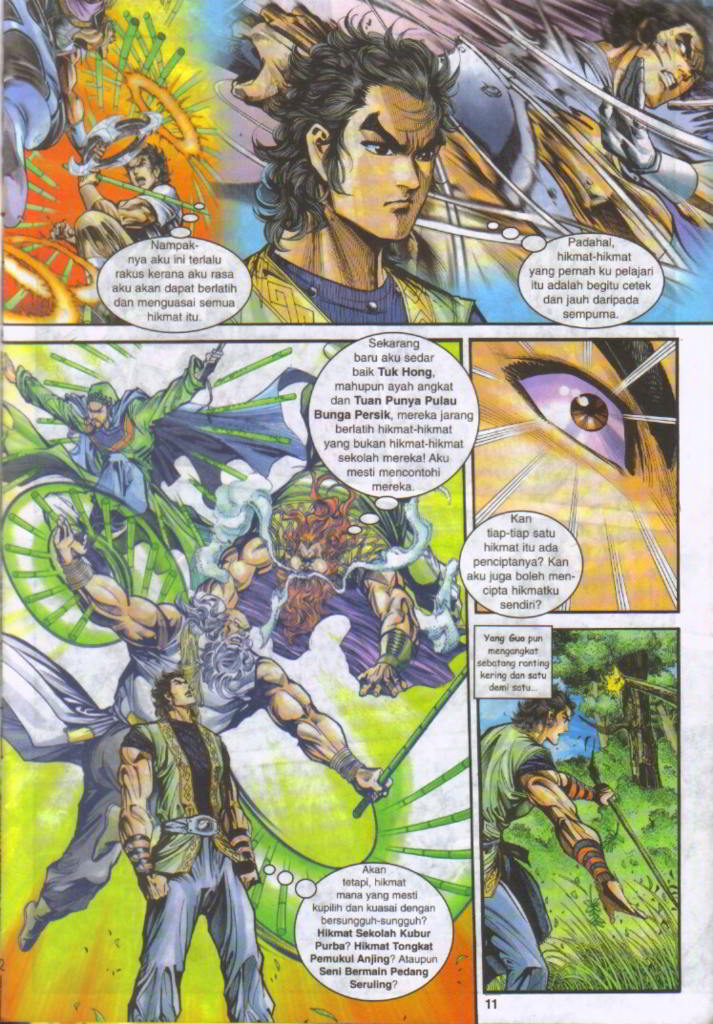 Nampak-
nya aku ini terlalu
rakus kerana aku rasa
aku akan dapat berlatih
dan menguasai semua
hikmat itu.
Padahal,
hikmat-hikmat
yang pernah ku pelajari
itu adalah begitu cetek
dan jauh daripada
sempurna.
Sekarang
baru aku sedar
baik Tuk Hong,
mahupun ayah angkat
dan Tuan Punya Pulau
Bunga Persik, mereka jarang
berlatih hikmat-hikmat
yang bukan hikmat-hikmat
sekolah mereka! Aku
mesti mencontohi
mereka.
Kan
tiap-tiap satu
hikmat itu ada
penciptanya? Kan
aku juga boleh men-
cipta hikmatku
sendiri?
Akan
tetapi, hikmat
mana yang mesti
kupilih dan kuasai dengan
bersungguh-sungguh?
Hikmat Sekolah Kubur
Purba? Hikmat Tongkat
Pemukul Anjing? Ataupun
Seni Bermain Pedang
Seruling?
Yang Guo pun
mengangkat
sebatang ranting
kering dan satu
demi satu...
11